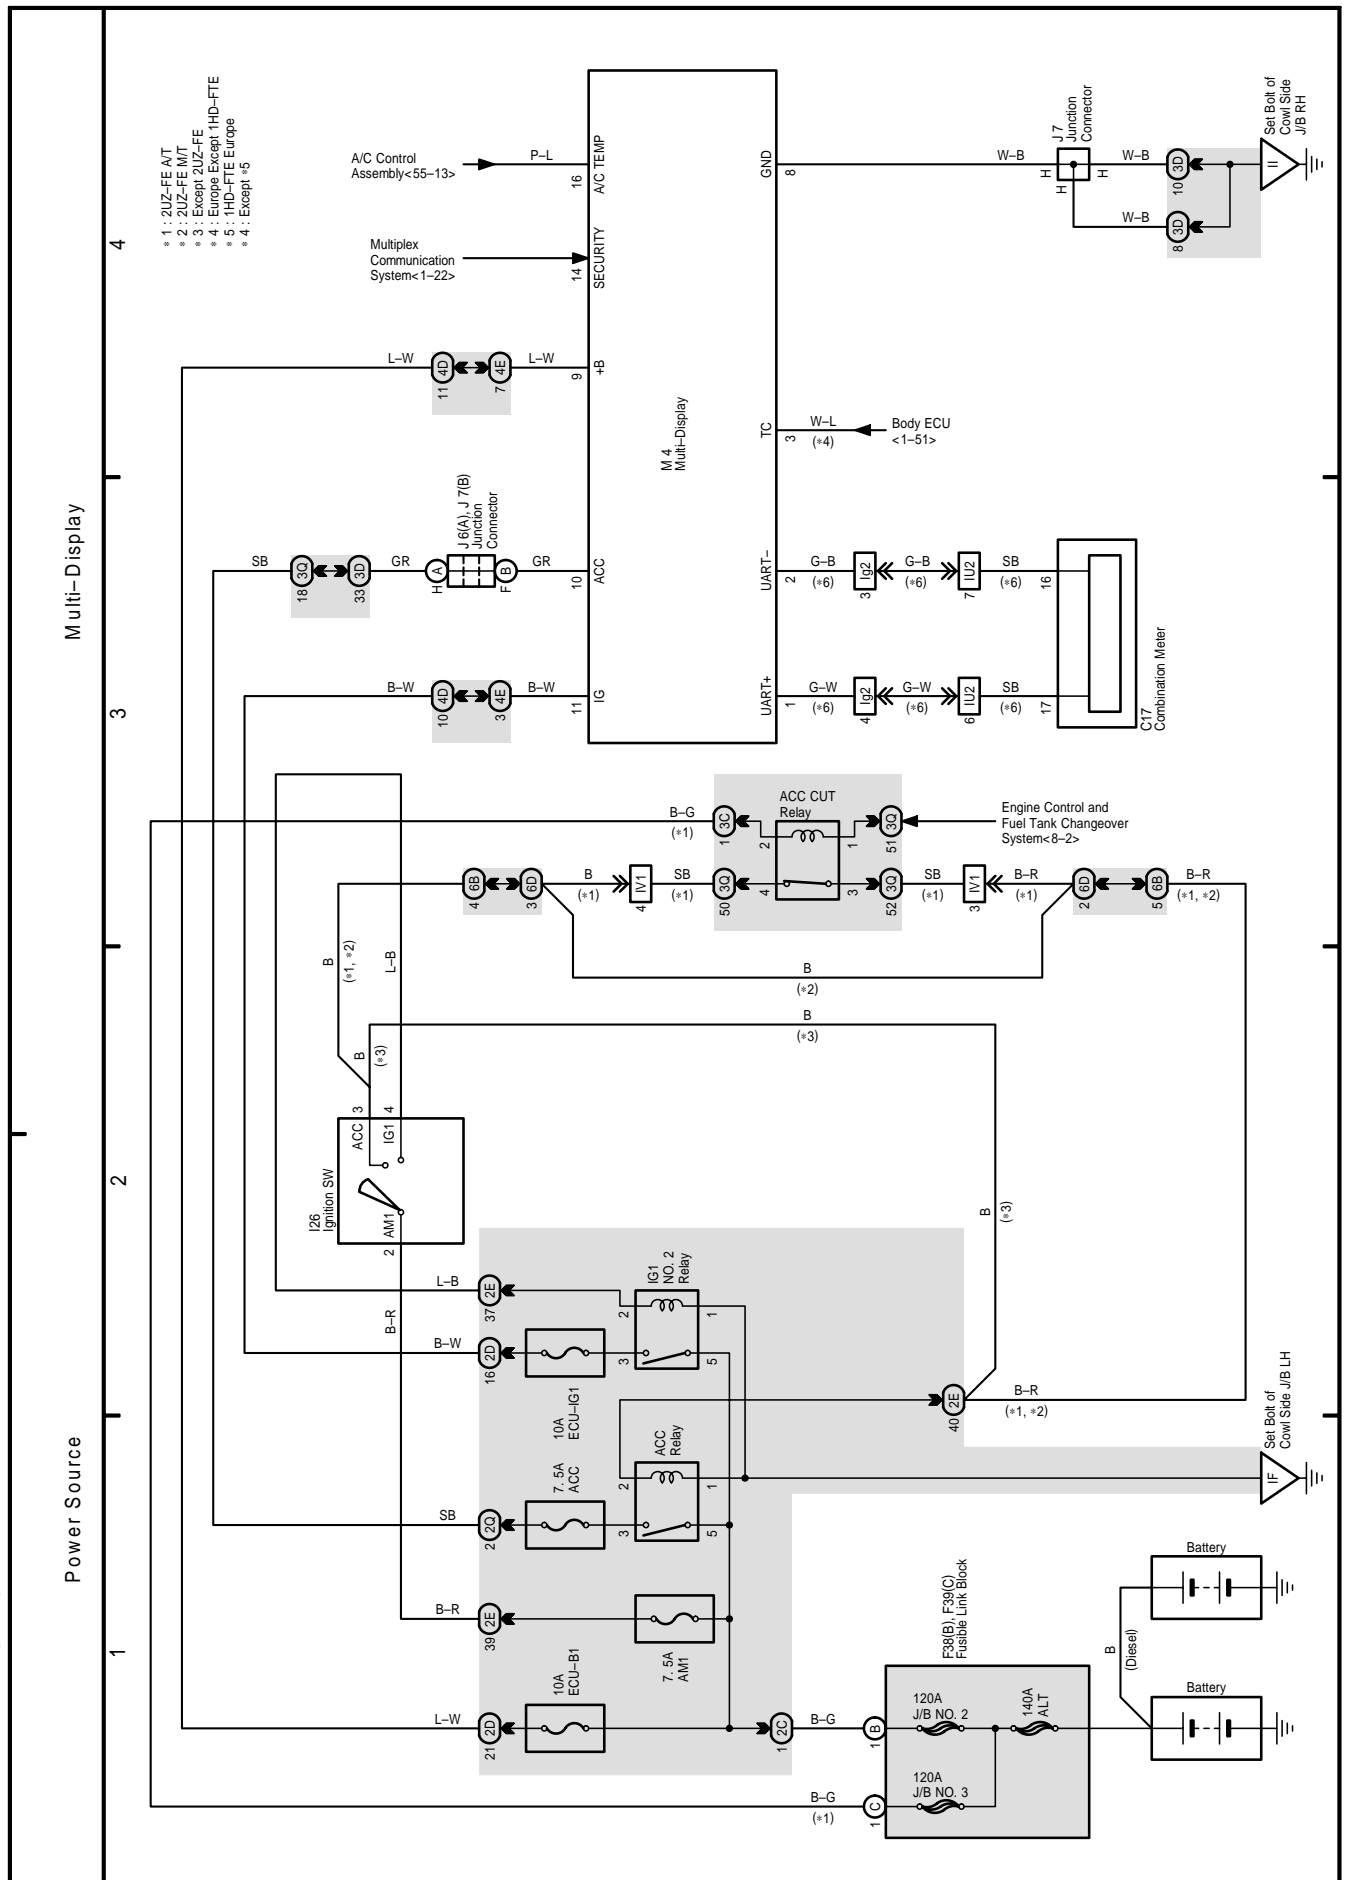 Multi–Display
Power Source
4
3
2
1
* 1 : 2UZ–FE A/T
* 2 : 2UZ–FE M/T
* 3 : Except 2UZ–FE
* 4 : Europe Except 1HD–FTE
* 5 : 1HD–FTE Europe
* 4 : Except *5
A/C Control
Assembly<55–13>
P–L
16
A/C TEMP
Multiplex
Communication
System<1–22>
14
SECURITY
L–W
11
4D
7
4E
L–W
9
+B
SB
18
3Q
33
3D
GR
H
A
J 6(A), J 7(B)
Junction
Connector
F
B
GR
10
ACC
B–W
10
4D
3
4E
B–W
11
IG
M 4
Multi–Display
GND
8
W–B
J 7
Junction
Connector
H
H
H
W–B
10
3D
W–B
8
3D
Set Bolt of
Cowl Side
J/B RH
II
TC
3
W–L
(*4)
Body ECU
<1–51>
UART–
2
G–B
(*6)
3
Ig2
G–B
(*6)
7
IU2
SB
(*6)
16
UART+
1
G–W
(*6)
4
Ig2
G–W
(*6)
6
IU2
SB
(*6)
17
C17
Combination Meter
B–G
(*1)
1
3C
ACC CUT
Relay
2
1
51
3Q
Engine Control and
Fuel Tank Changeover
System<8–2>
4
6B
3
6D
B
(*1)
4
IV1
SB
(*1)
50
3Q
4
3
52
3Q
SB
(*1)
3
IV1
B–R
(*1)
2
6D
5
6B
B–R
(*1, *2)
B
(*1, *2)
L–B
B
(*2)
B
(*3)
B
(*3)
3
4
ACC
IG1
I26
Ignition SW
2
AM1
B
(*3)
L–B
37
2E
B–R
B–W
16
2D
10A
ECU–IG1
IG1
NO. 2
Relay
2
1
3
5
40
2E
B–R
(*1, *2)
SB
2
2Q
7. 5A
ACC
ACC
Relay
2
1
3
5
Set Bolt of
Cowl Side J/B LH
IF
B–R
39
2E
7. 5A
AM1
L–W
21
2D
10A
ECU–B1
1
2C
B–G
1
B
F38(B), F39(C)
Fusible Link Block
120A
J/B NO. 2
140A
ALT
120A
J/B NO. 3
B–G
(*1)
1
C
B
(Diesel)
Battery
Battery